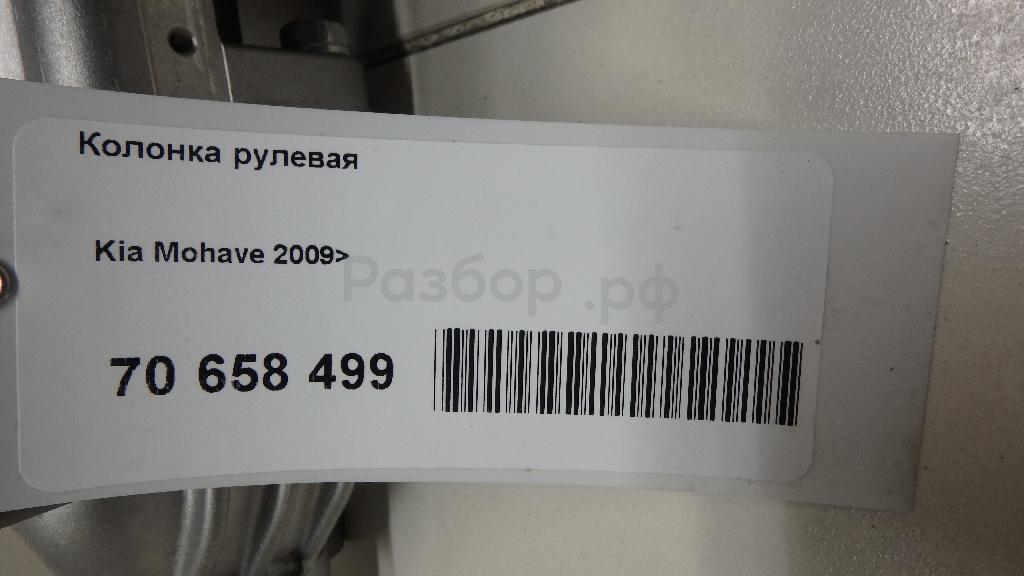 Колонка рулевая
Kia Mohave 2009>
Разбор.рф
70 658 499